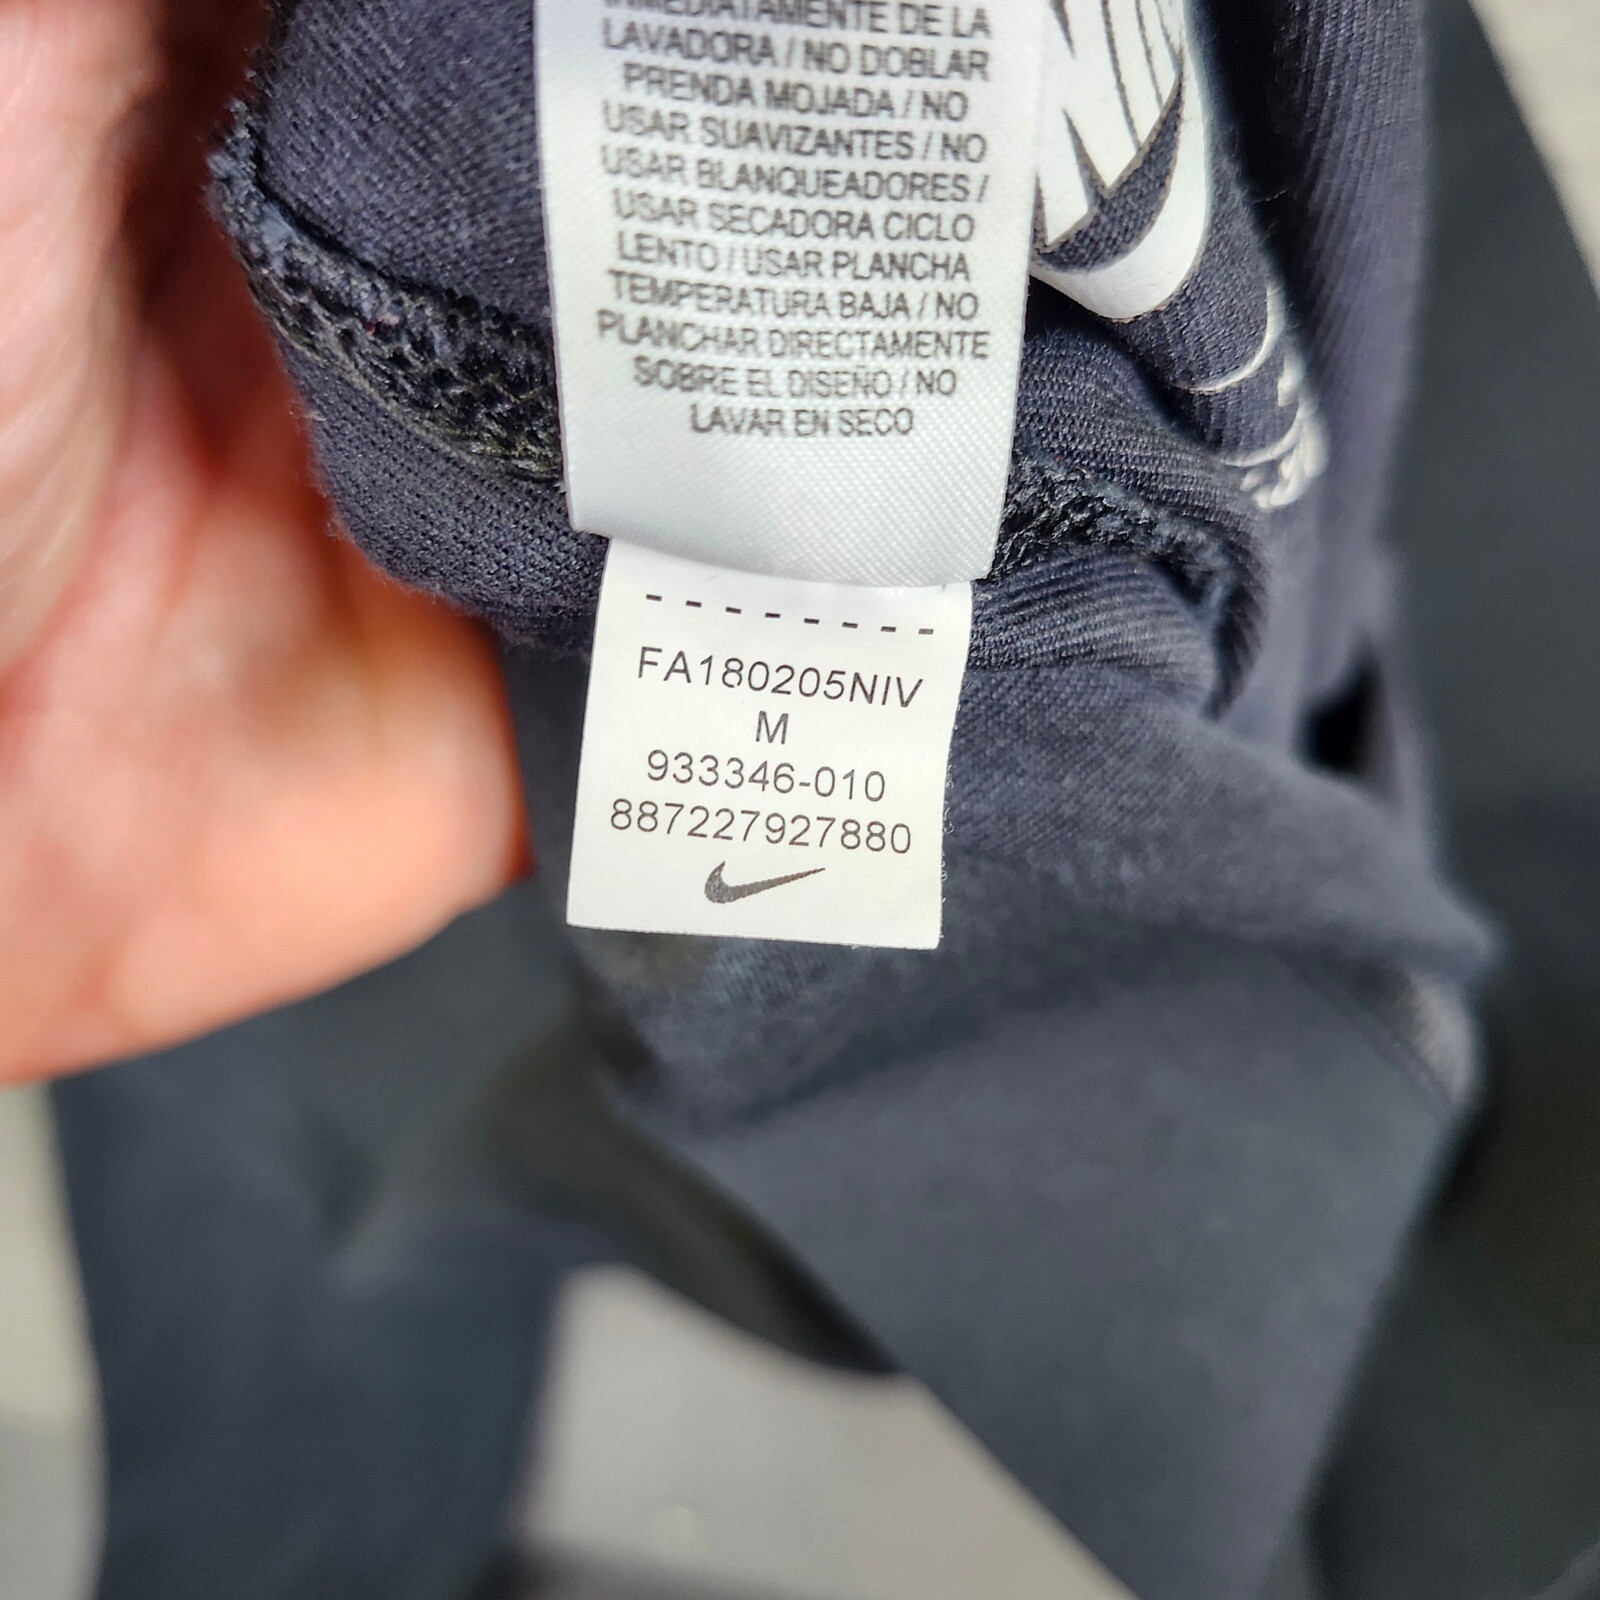 INMEDIATAMENTE DE LA
LAVADORA / NO DOBLAR
PRENDA MOJADA / NO
USAR SUAVIZANTES / NO
USAR BLANQUEADORES /
USAR SECADORA CICLO
LENTO / USAR PLANCHA
TEMPERATURA BAJA / NO
PLANCHAR DIRECTAMENTE
SOBRE EL DISEÑO / NO
LAVAR EN SECO
- - - - - - - -
FA180205NIV
M
933346-010
887227927880